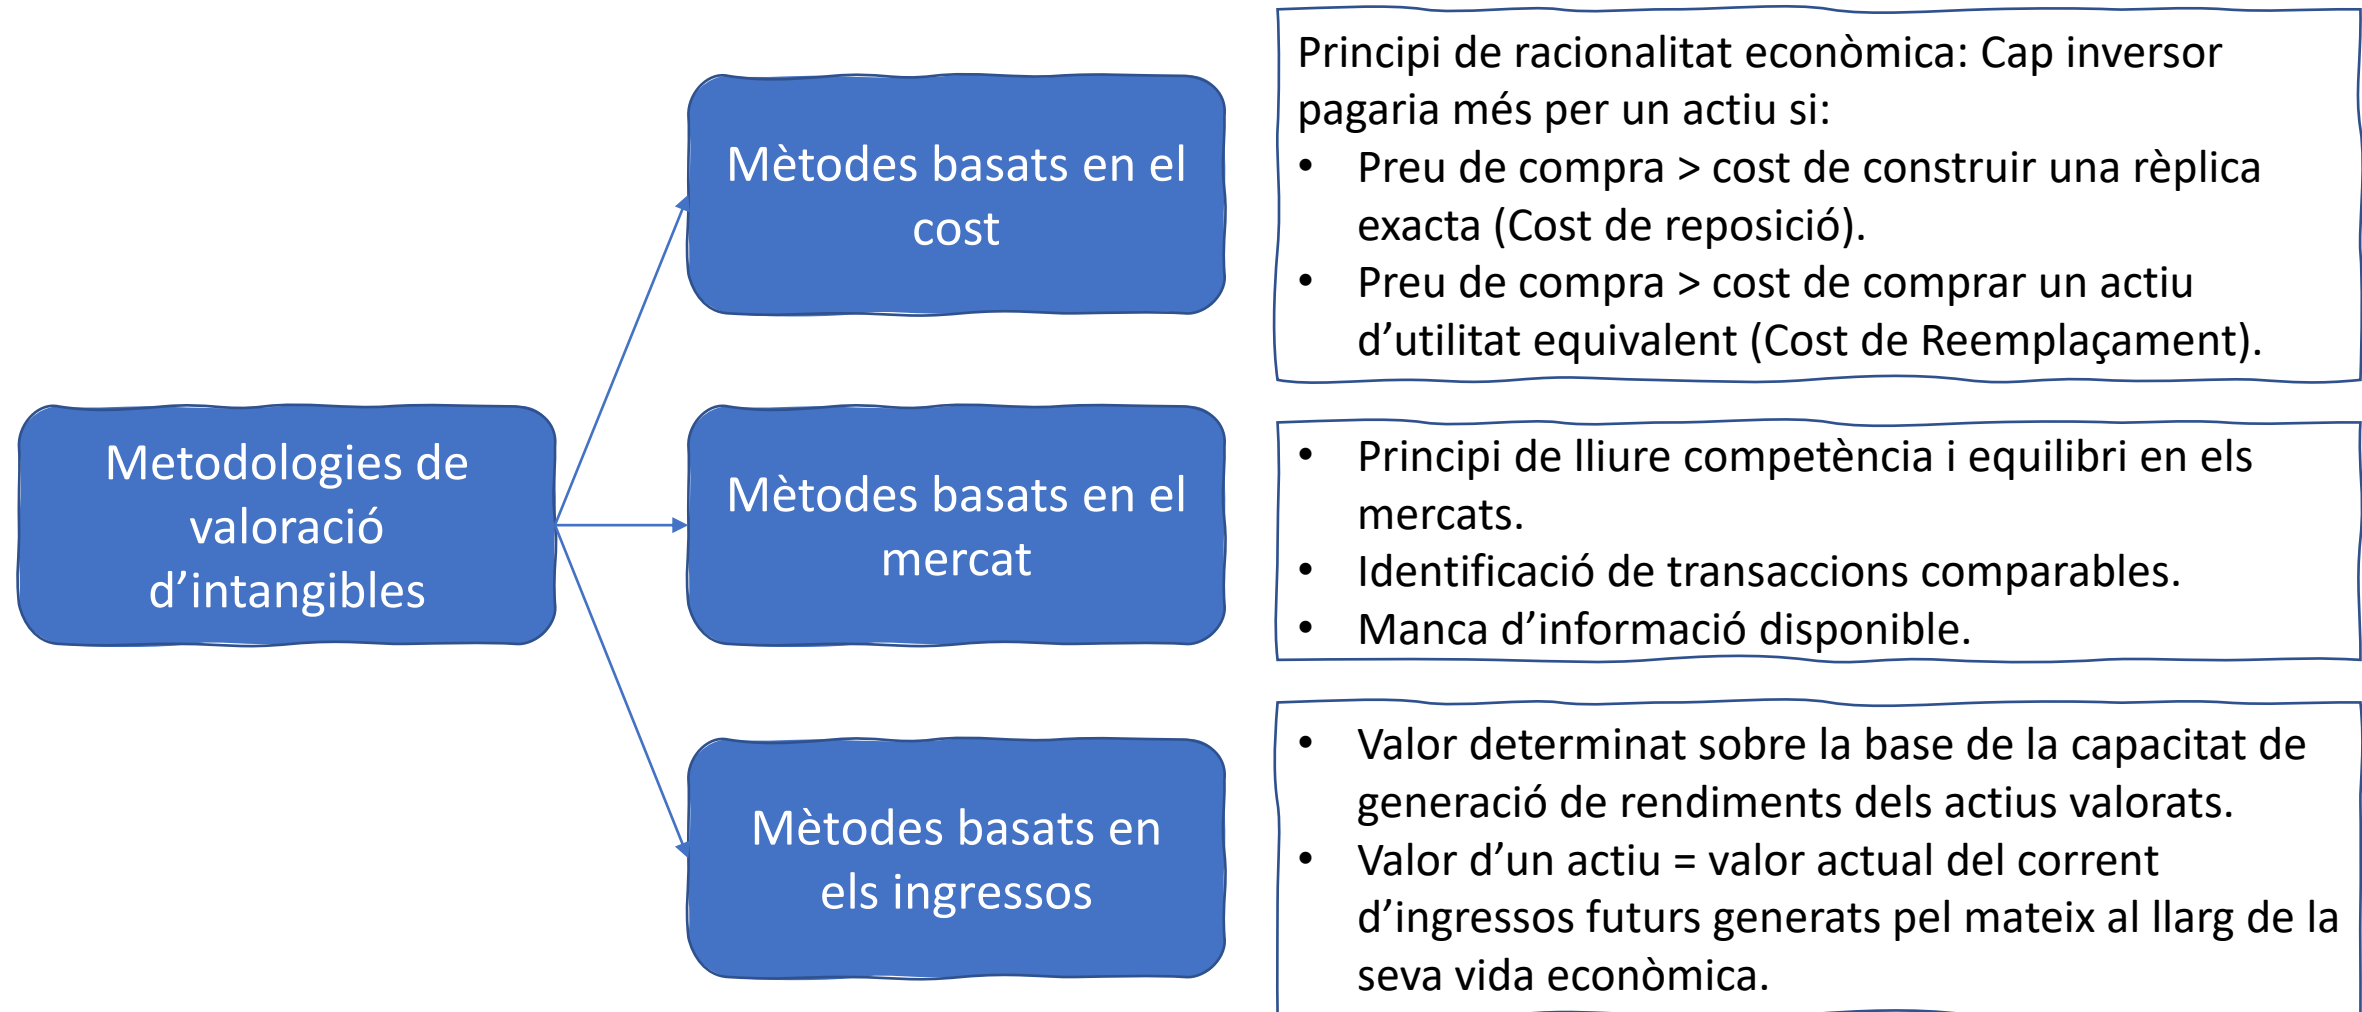 Metodologies de
valoració
d’intangibles
Mètodes basats en el
cost
Principi de racionalitat econòmica: Cap inversor
pagaria més per un actiu si:
• Preu de compra > cost de construir una rèplica
exacta (Cost de reposició).
• Preu de compra > cost de comprar un actiu
d’utilitat equivalent (Cost de Reemplaçament).
Mètodes basats en el
mercat
• Principi de lliure competència i equilibri en els
mercats.
• Identificació de transaccions comparables.
• Manca d’informació disponible.
Mètodes basats en
els ingressos
• Valor determinat sobre la base de la capacitat de
generació de rendiments dels actius valorats.
• Valor d’un actiu = valor actual del corrent
d’ingressos futurs generats pel mateix al llarg de la
seva vida econòmica.